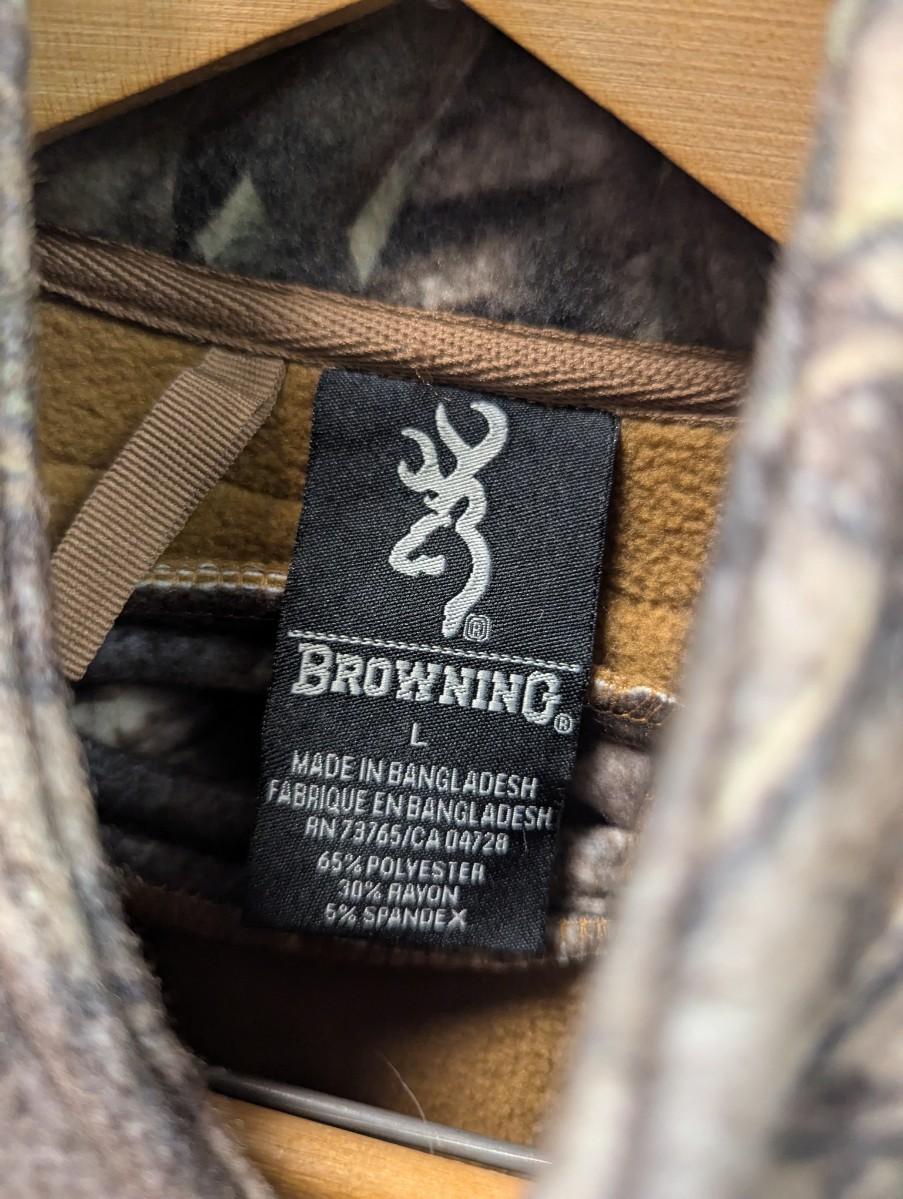 ®
BROWNING®
L
MADE IN BANGLADESH
FABRIQUE EN BANGLADESH
RN 73765/CA 04728
65% POLYESTER
30% RAYON
5% SPANDEX